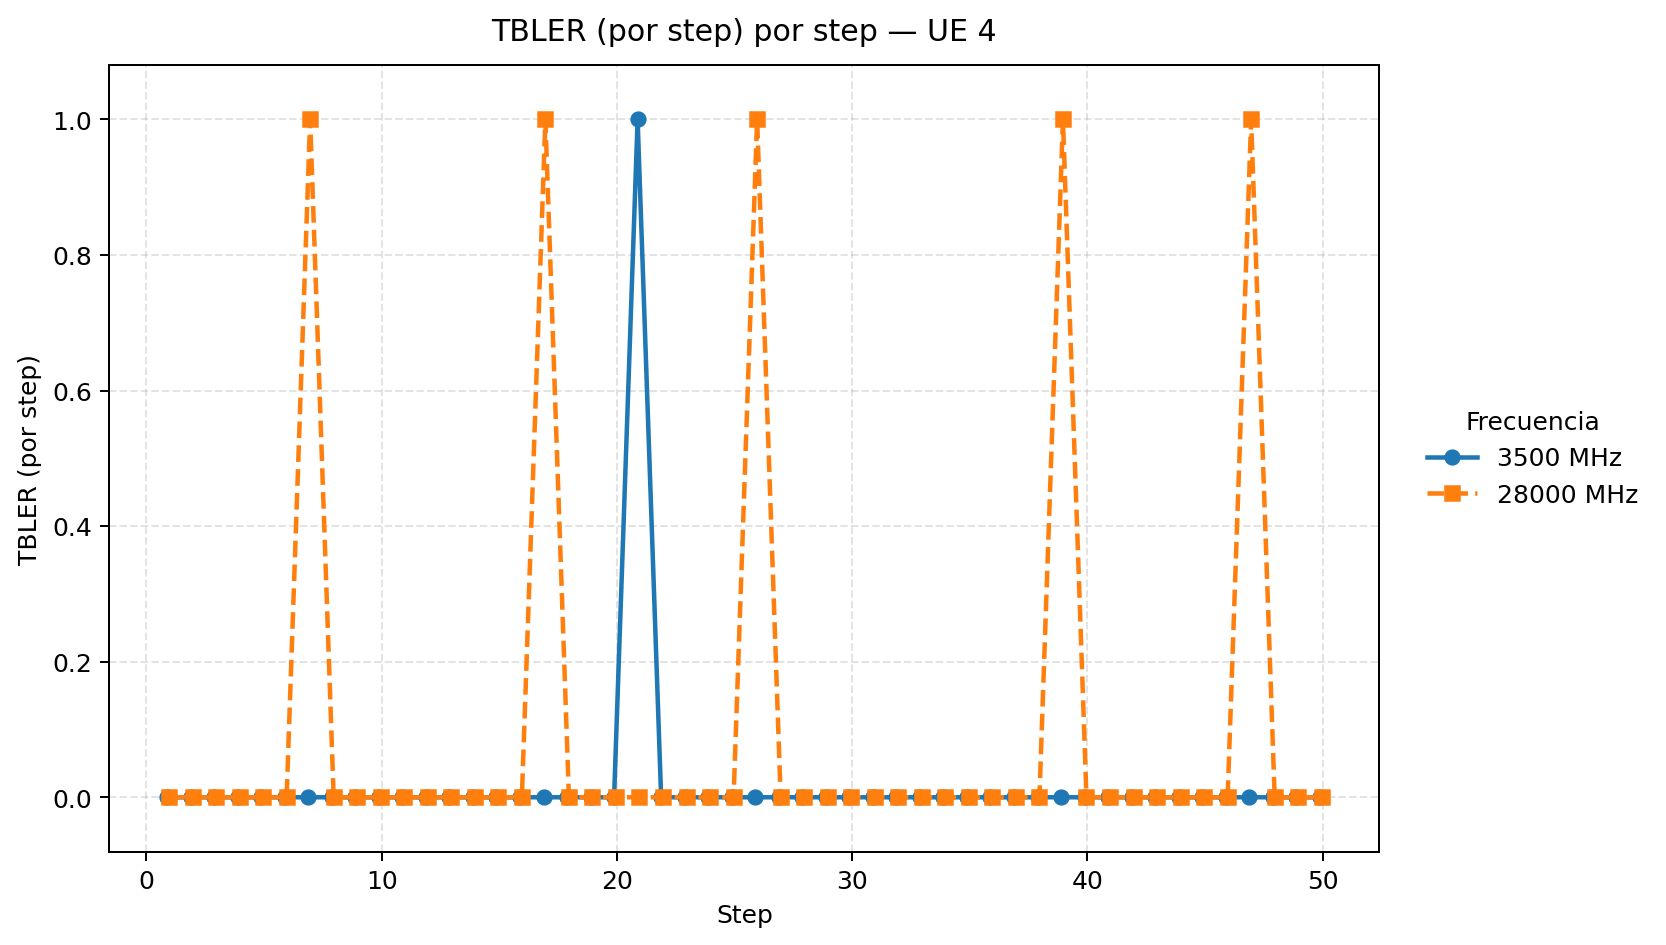 TBLER (por step) por step — UE 4
TBLER (por step)
1.0
0.8
0.6
0.4
0.2
0.0
0 10 20 30 40 50
Step
Frecuencia
3500 MHz
28000 MHz